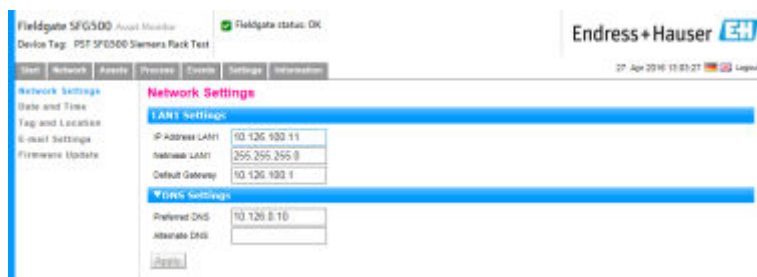 Fieldgate SFG500 Asset Monitor
Fieldgate status: OK
Device Tag: PST SFG500 Siemens Rack Test
Endress+Hauser EH
Start Network Assets Process Events Settings Information
27. Apr 2016 13:03:27 Logout
Network Settings
Date and Time
Tag and Location
E-mail Settings
Firmware Update
Network Settings
LAN1 Settings
IP Address LAN1 10.126.100.11
Netmask LAN1 255.255.255.0
Default Gateway 10.126.100.1
▼DNS Settings
Preferred DNS 10.126.0.10
Alternate DNS
Apply